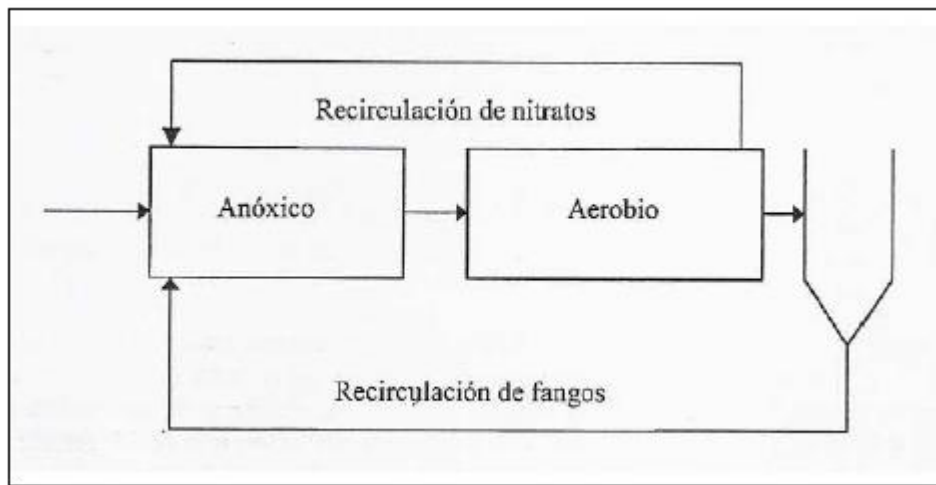 Recirculación de nitratos
Anóxico
Aerobio
Recirculación de fangos